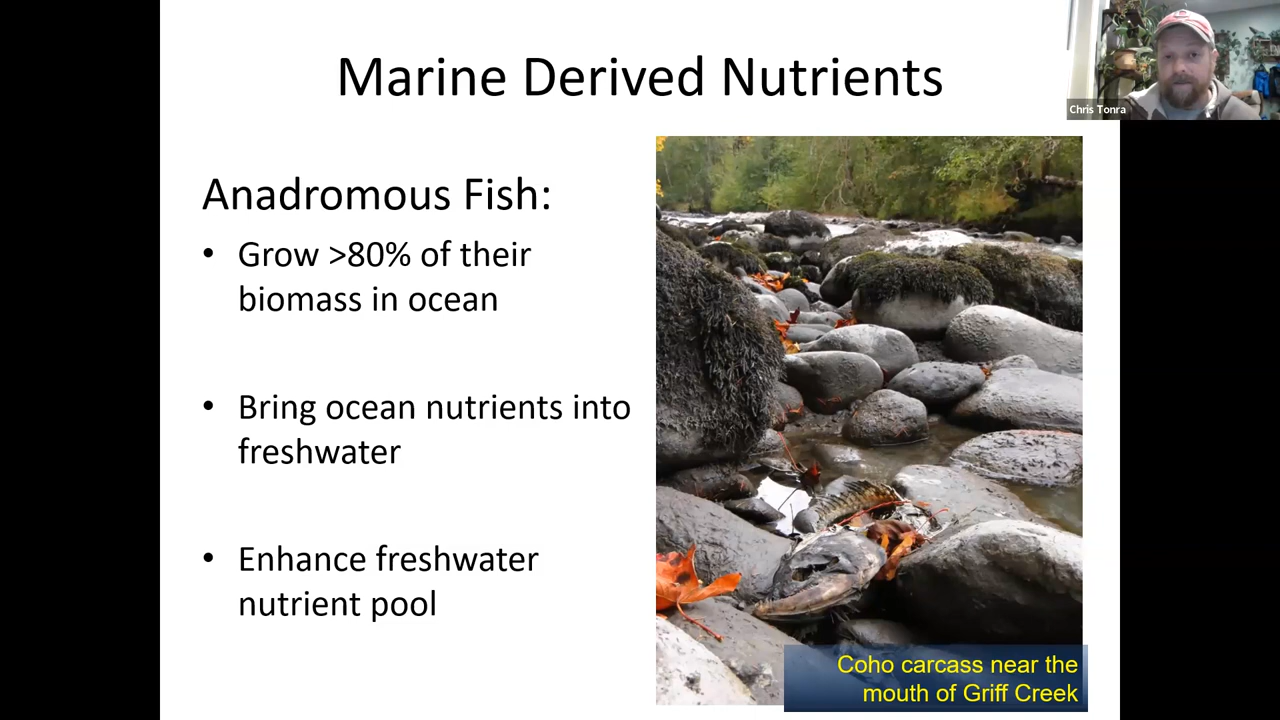 Marine Derived Nutrients
Chris Tonra
Anadromous Fish:
• Grow >80% of their
biomass in ocean
• Bring ocean nutrients into
freshwater
• Enhance freshwater
nutrient pool
Coho carcass near the
mouth of Griff Creek